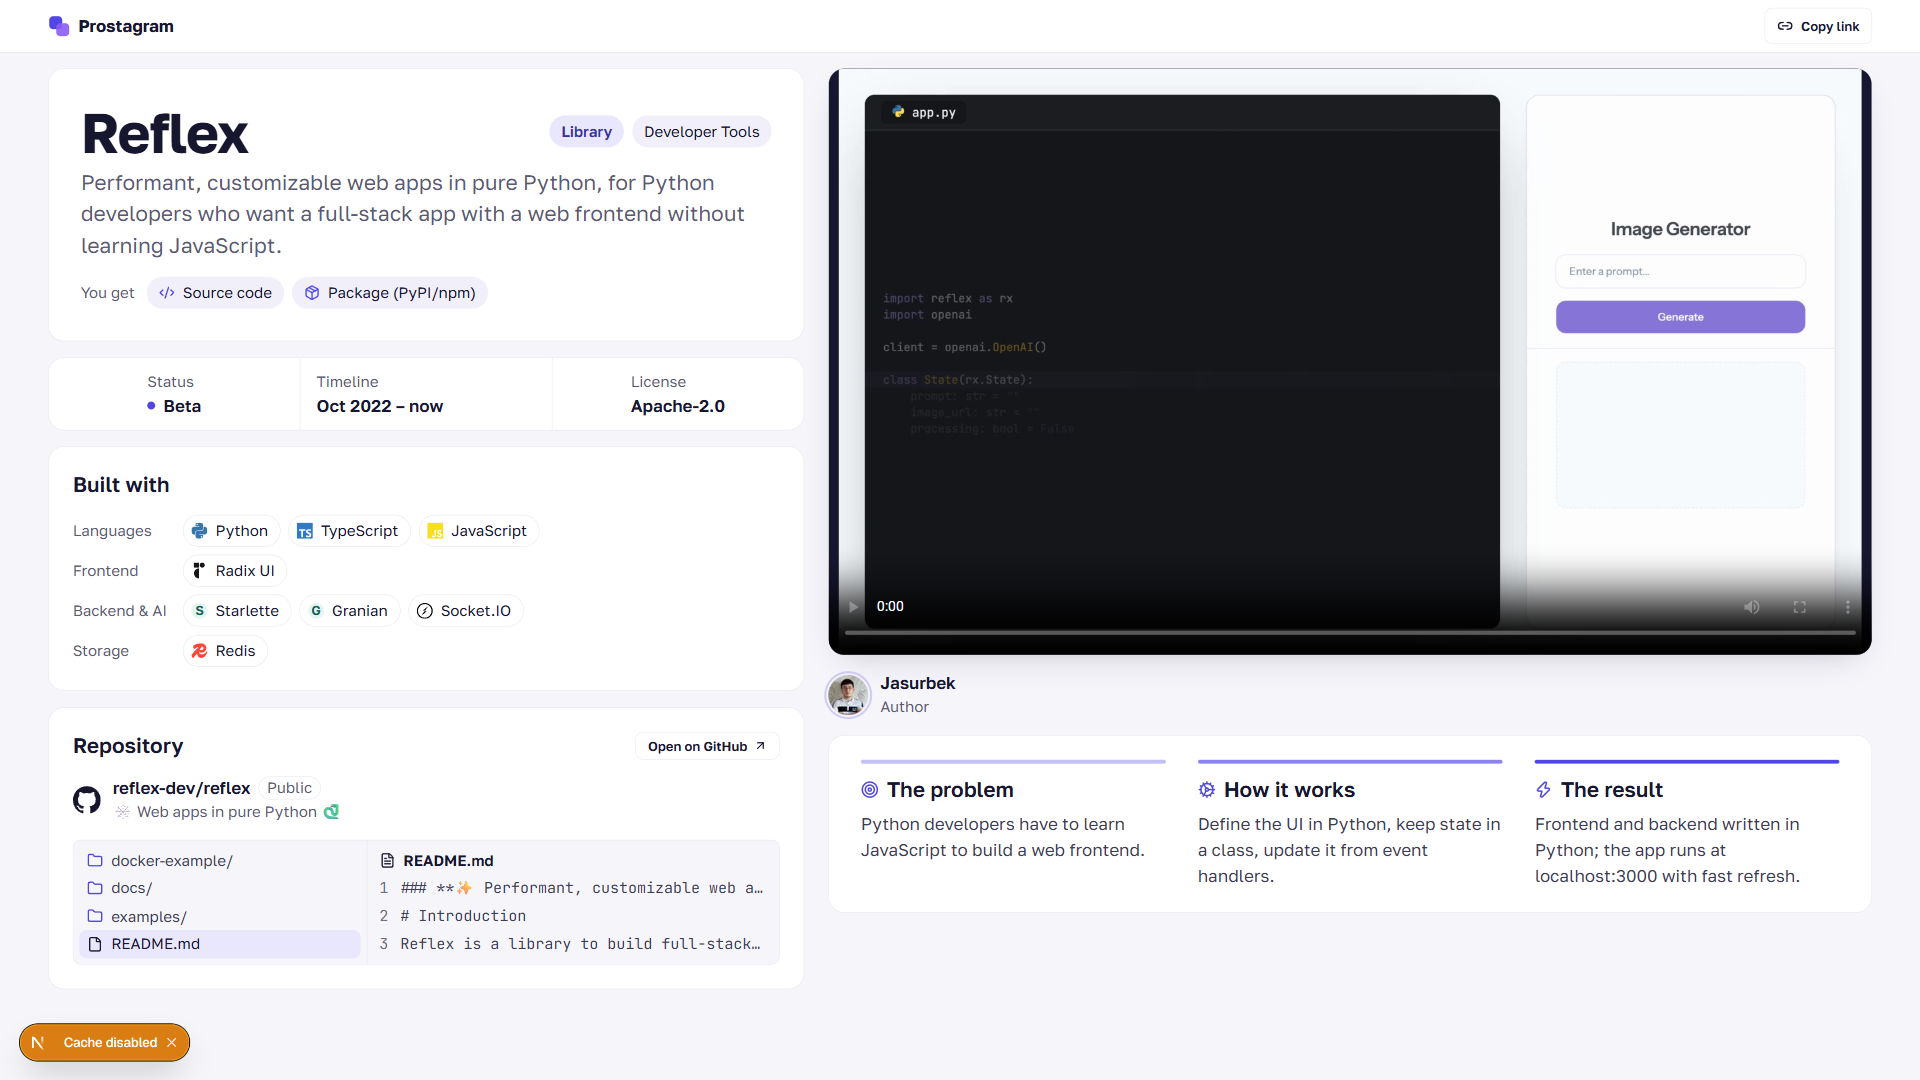 Prostagram
Copy link
Reflex
Library
Developer Tools
Performant, customizable web apps in pure Python, for Python
developers who want a full-stack app with a web frontend without
learning JavaScript.
You get
Source code
Package (PyPI/npm)
Status
Beta
Timeline
Oct 2022 – now
License
Apache-2.0
Built with
Languages
Python
TypeScript
JavaScript
Frontend
Radix UI
Backend & AI
Starlette
Granian
Socket.IO
Storage
Redis
Repository
Open on GitHub
reflex-dev/reflex
Public
Web apps in pure Python
docker-example/
docs/
examples/
README.md
README.md
1 ### **✨ Performant, customizable web a…
2 # Introduction
3 Reflex is a library to build full-stack…
Cache disabled
app.py
import reflex as rx
import openai
client = openai.OpenAI()
class State(rx.State):
prompt: str = ""
image_url: str = ""
processing: bool = False
Image Generator
Enter a prompt...
Generate
0:00
Jasurbek
Author
The problem
Python developers have to learn
JavaScript to build a web frontend.
How it works
Define the UI in Python, keep state in
a class, update it from event
handlers.
The result
Frontend and backend written in
Python; the app runs at
localhost:3000 with fast refresh.